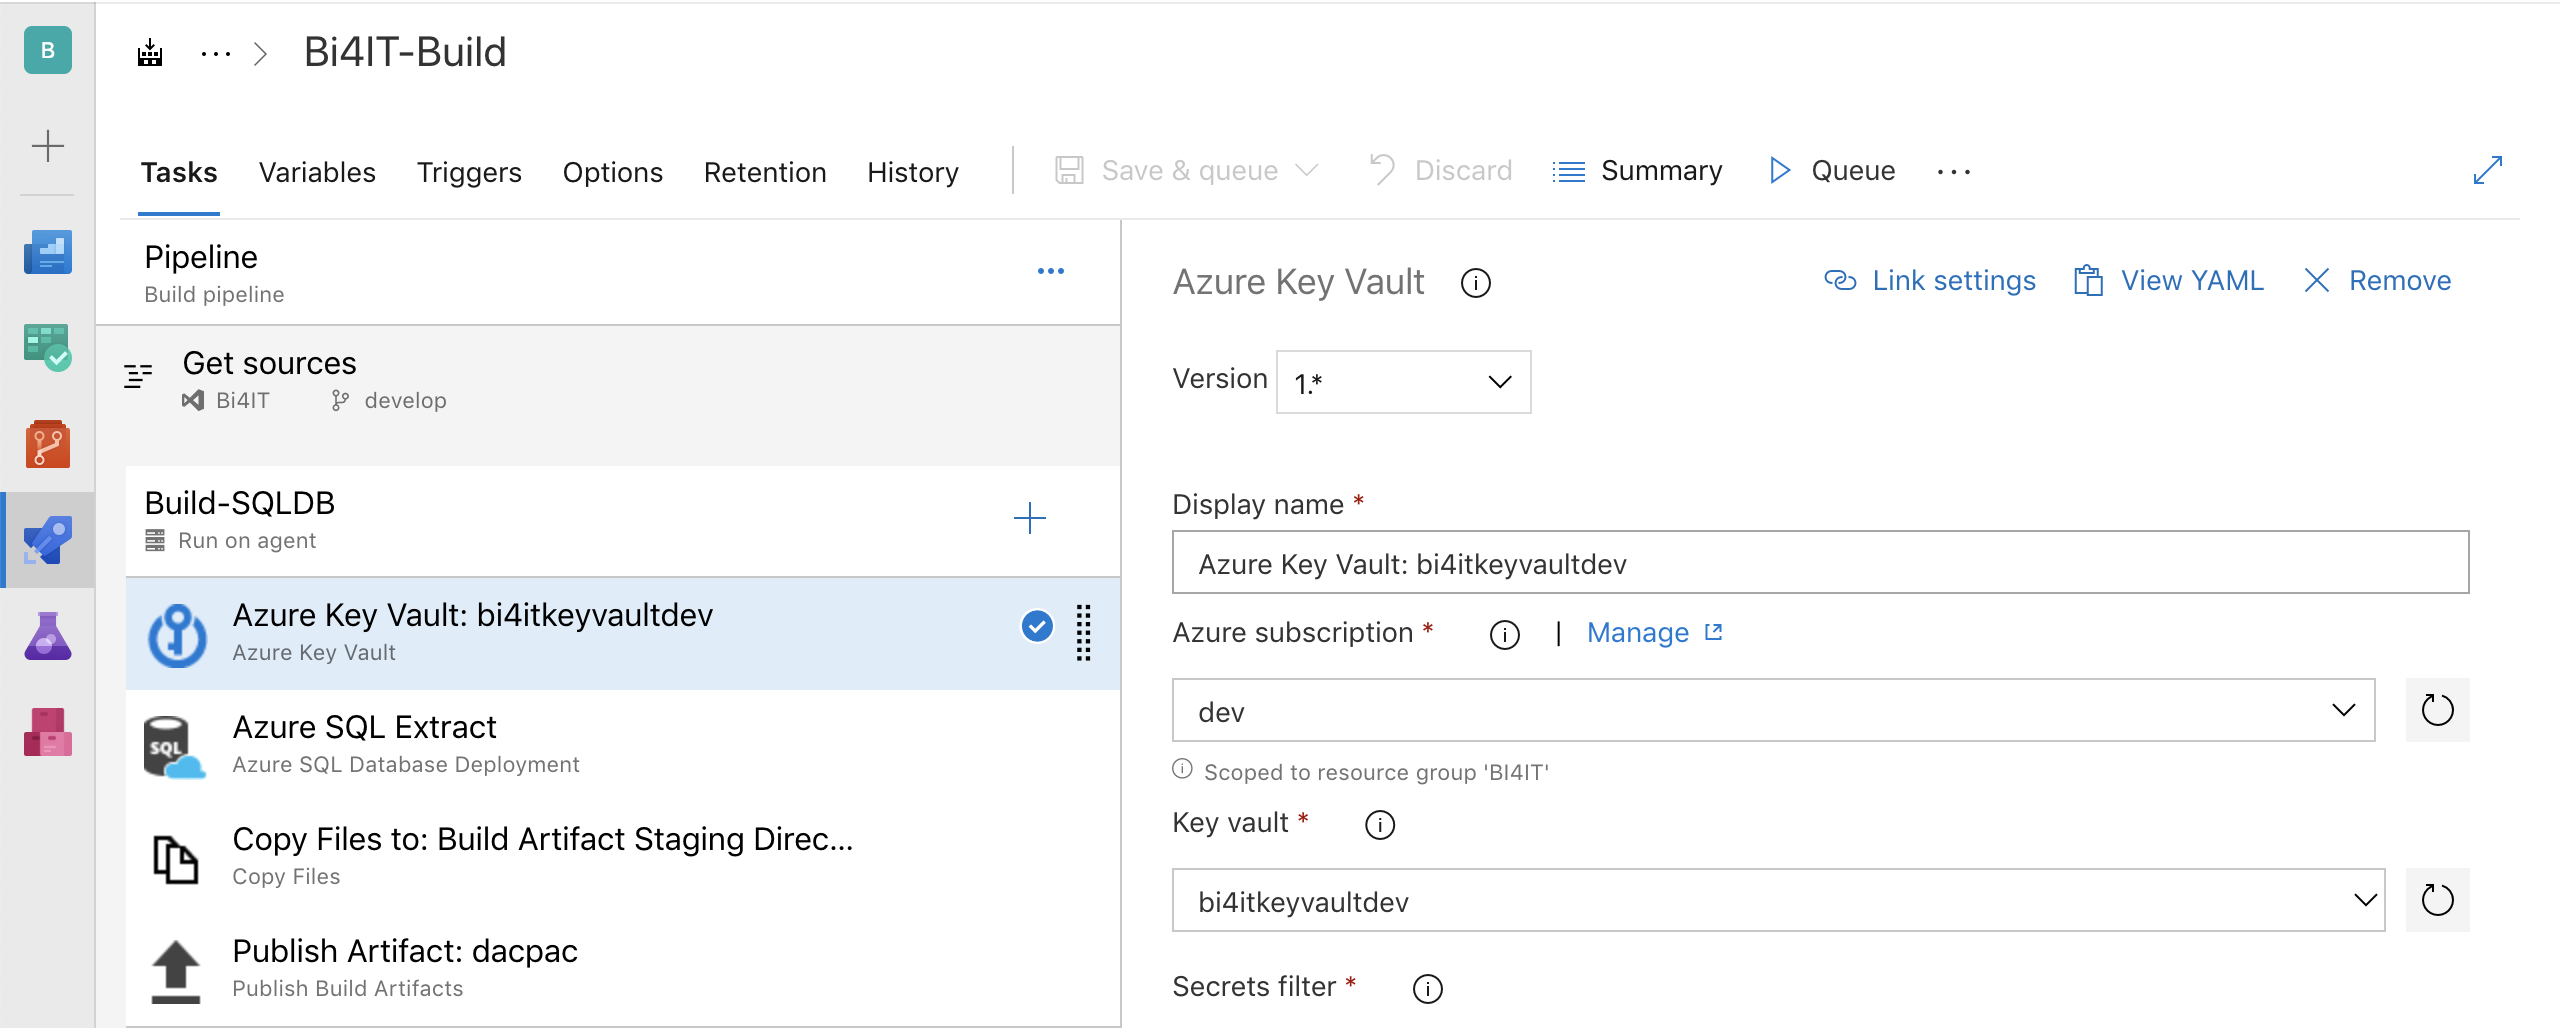 B
Bi4IT-Build
Tasks Variables Triggers Options Retention History Save & queue Discard Summary Queue
Pipeline
Build pipeline
Get sources
Bi4IT develop
Build-SQLDB
Run on agent
Azure Key Vault: bi4itkeyvaultdev
Azure Key Vault
SQL
Azure SQL Extract
Azure SQL Database Deployment
Copy Files to: Build Artifact Staging Direc...
Copy Files
Publish Artifact: dacpac
Publish Build Artifacts
Azure Key Vault Link settings View YAML Remove
Version 1.*
Display name *
Azure Key Vault: bi4itkeyvaultdev
Azure subscription * | Manage
dev
Scoped to resource group 'BI4IT'
Key vault *
bi4itkeyvaultdev
Secrets filter *